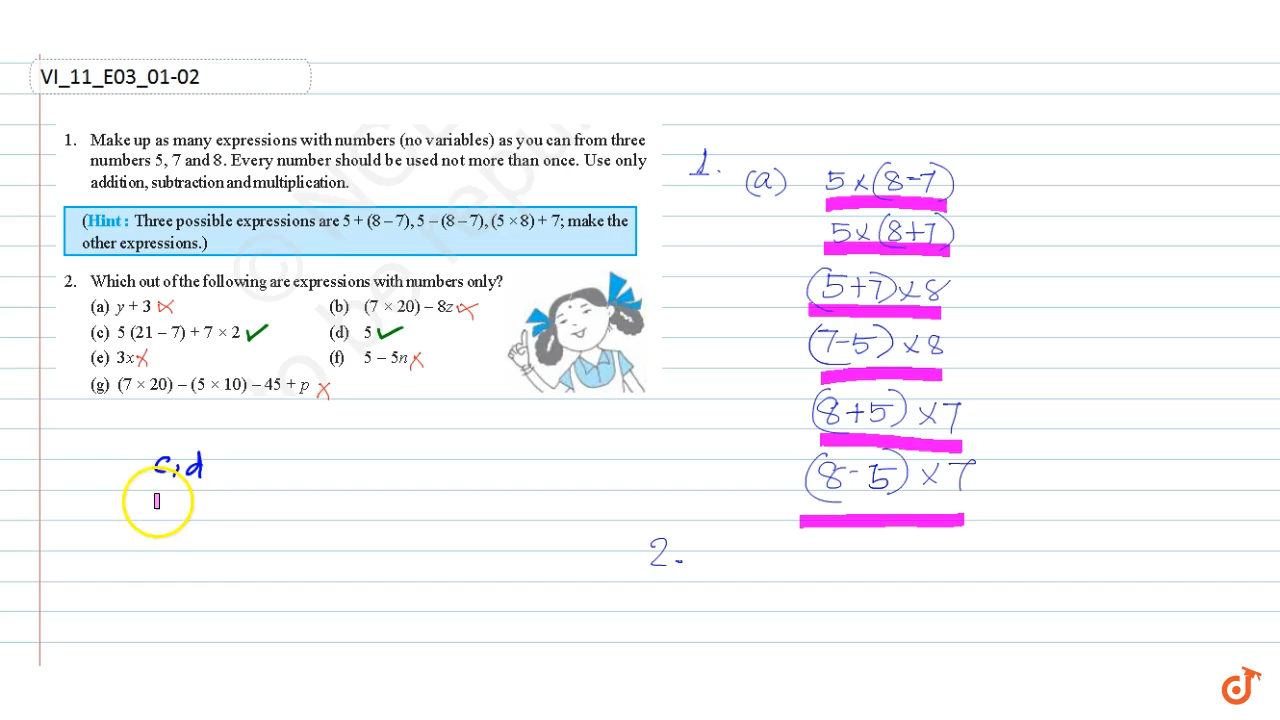 VI_11_E03_01-02
1. Make up as many expressions with numbers (no variables) as you can from three
numbers 5, 7 and 8. Every number should be used not more than once. Use only
addition, subtraction and multiplication.
(Hint : Three possible expressions are 5 + (8 – 7), 5 – (8 – 7), (5 × 8) + 7; make the
other expressions.)
2. Which out of the following are expressions with numbers only?
(a) y + 3 ×
(b) (7 × 20) – 8z ×
(c) 5 (21 – 7) + 7 × 2 ✓
(d) 5 ✓
(e) 3x ×
(f) 5 – 5n ×
(g) (7 × 20) – (5 × 10) – 45 + p ×
c, d
1. (a) 5 × (8 – 7)
5 × (8 + 7)
(5 + 7) × 8
(7 – 5) × 8
(8 + 5) × 7
(8 – 5) × 7
2.